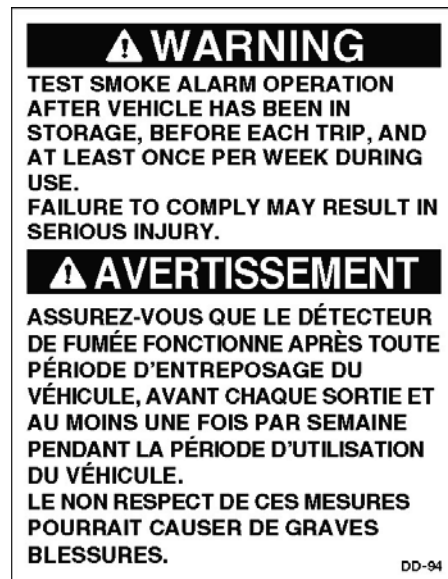 WARNING
TEST SMOKE ALARM OPERATION
AFTER VEHICLE HAS BEEN IN
STORAGE, BEFORE EACH TRIP, AND
AT LEAST ONCE PER WEEK DURING
USE.
FAILURE TO COMPLY MAY RESULT IN
SERIOUS INJURY.
AVERTISSEMENT
ASSUREZ-VOUS QUE LE DÉTECTEUR
DE FUMÉE FONCTIONNE APRÈS TOUTE
PÉRIODE D'ENTREPOSAGE DU
VÉHICULE, AVANT CHAQUE SORTIE ET
AU MOINS UNE FOIS PAR SEMAINE
PENDANT LA PÉRIODE D'UTILISATION
DU VÉHICULE.
LE NON RESPECT DE CES MESURES
POURRAIT CAUSER DE GRAVES
BLESSURES.
DD-94